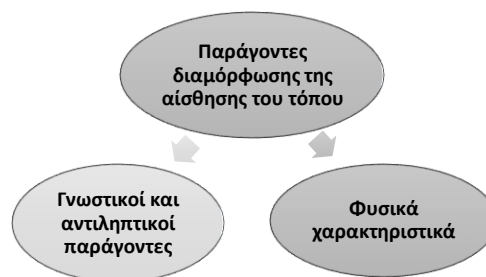 Παράγοντες
διαμόρφωσης της
αίσθησης του τόπου
Γνωστικοί και
αντιληπτικοί
παράγοντες
Φυσικά
χαρακτηριστικά